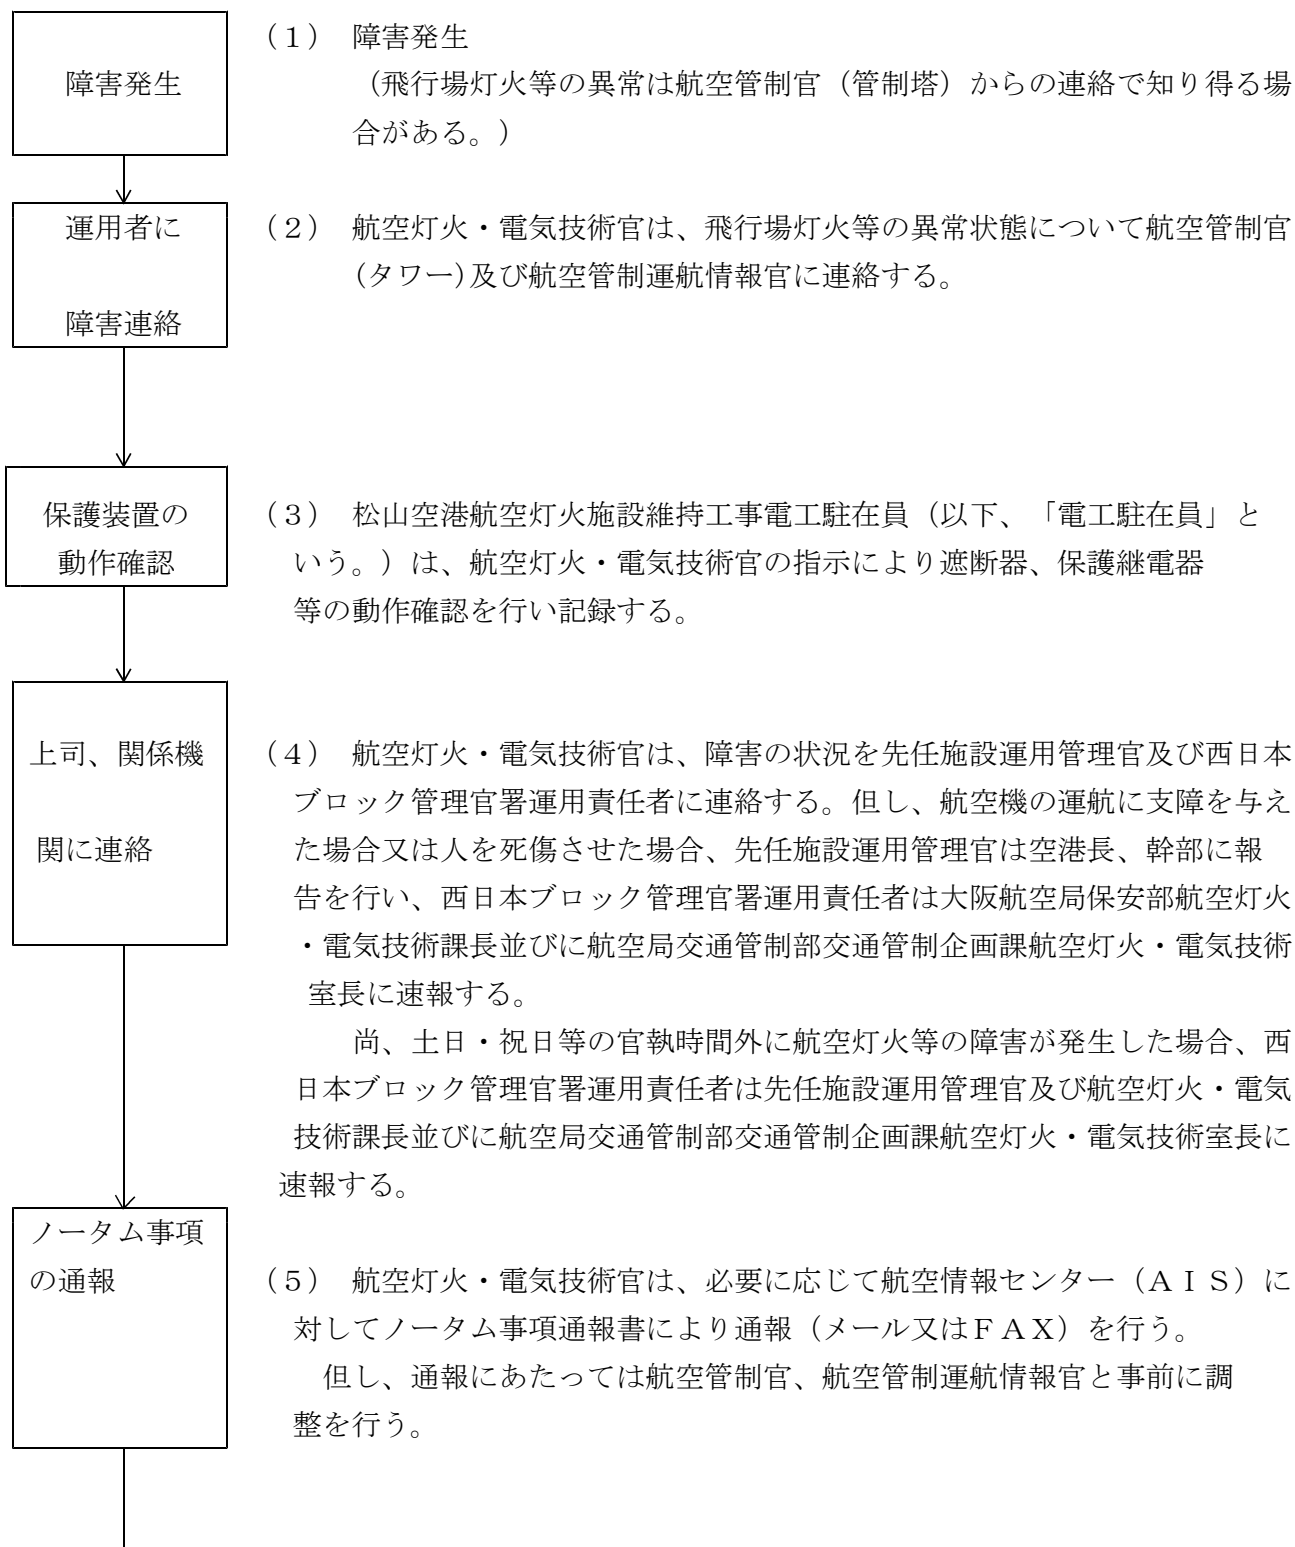 障害発生
（１）　障害発生
（飛行場灯火等の異常は航空管制官（管制塔）からの連絡で知り得る場
合がある。）
運用者に
障害連絡
（２）　航空灯火・電気技術官は、飛行場灯火等の異常状態について航空管制官
(タワー)及び航空管制運航情報官に連絡する。
保護装置の
動作確認
（３）　松山空港航空灯火施設維持工事電工駐在員（以下、「電工駐在員」と
いう。）は、航空灯火・電気技術官の指示により遮断器、保護継電器
等の動作確認を行い記録する。
上司、関係機
関に連絡
（４）　航空灯火・電気技術官は、障害の状況を先任施設運用管理官及び西日本
ブロック管理官署運用責任者に連絡する。但し、航空機の運航に支障を与え
た場合又は人を死傷させた場合、先任施設運用管理官は空港長、幹部に報
告を行い、西日本ブロック管理官署運用責任者は大阪航空局保安部航空灯火
・電気技術課長並びに航空局交通管制部交通管制企画課航空灯火・電気技術
室長に速報する。
尚、土日・祝日等の官執時間外に航空灯火等の障害が発生した場合、西
日本ブロック管理官署運用責任者は先任施設運用管理官及び航空灯火・電気
技術課長並びに航空局交通管制部交通管制企画課航空灯火・電気技術室長に
速報する。
ノータム事項
の通報
（５）　航空灯火・電気技術官は、必要に応じて航空情報センター（ＡＩＳ）に
対してノータム事項通報書により通報（メール又はＦＡＸ）を行う。
但し、通報にあたっては航空管制官、航空管制運航情報官と事前に調
整を行う。